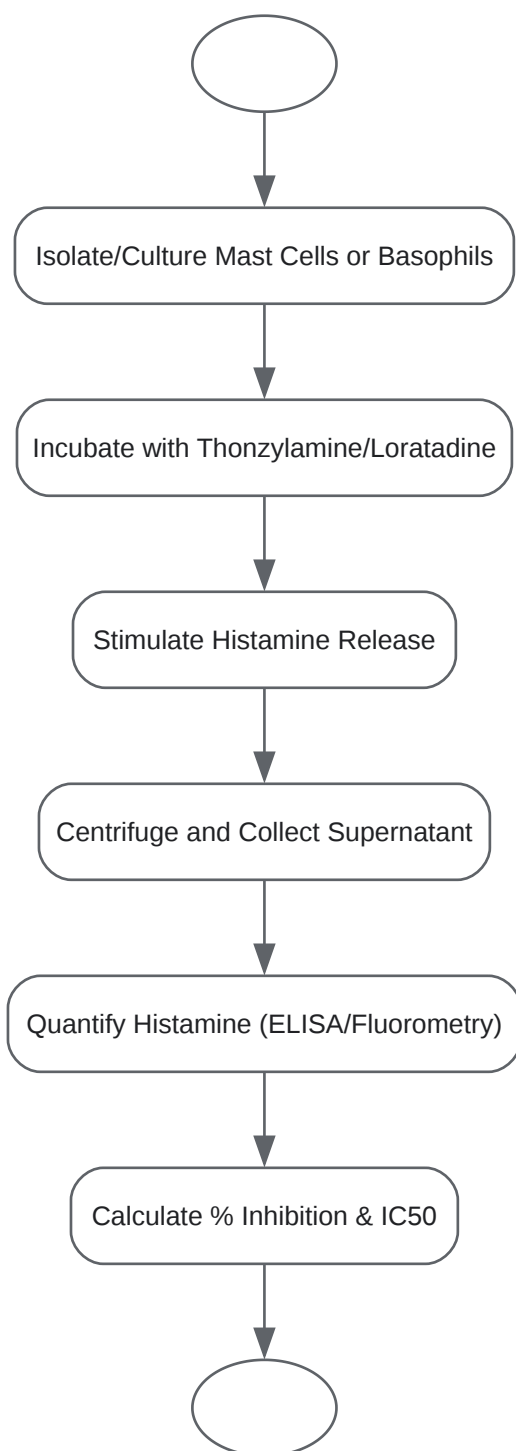 Isolate/Culture Mast Cells or Basophils
Incubate with Thonzylamine/Loratadine
Stimulate Histamine Release
Centrifuge and Collect Supernatant
Quantify Histamine (ELISA/Fluorometry)
Calculate % Inhibition & IC50